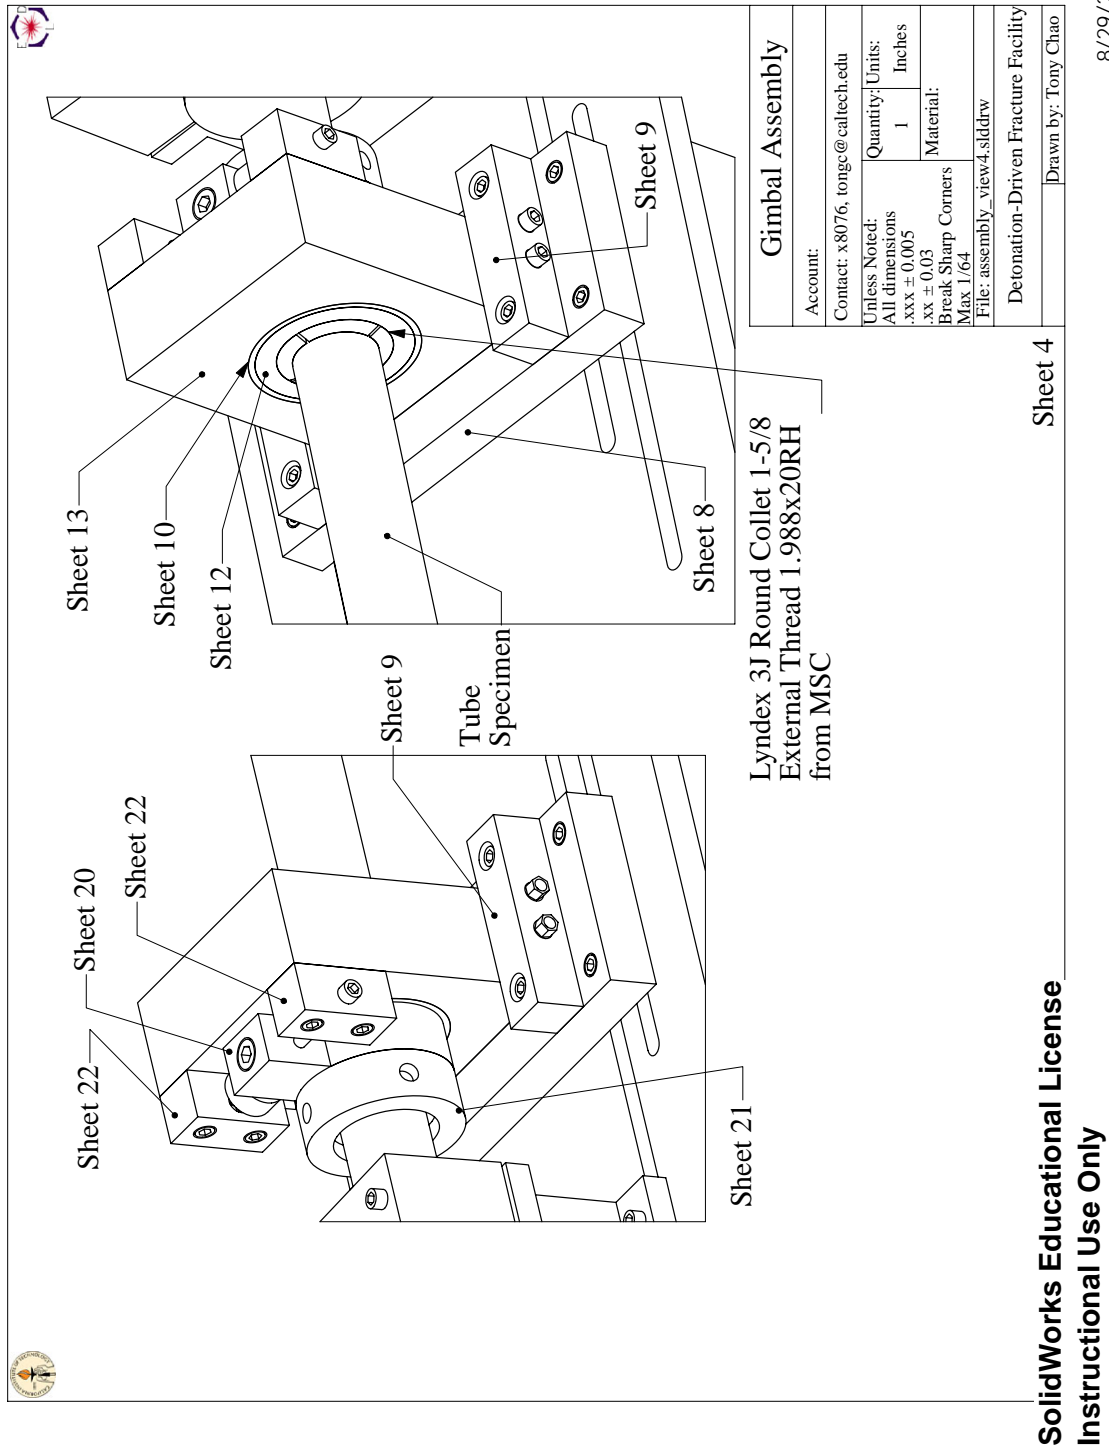 Sheet 13
Sheet 10
Sheet 12
Sheet 9
Sheet 8
Tube
Specimen
Lyndex 3J Round Collet 1-5/8
External Thread 1.988x20RH
from MSC
Sheet 22
Sheet 20
Sheet 22
Sheet 9
Sheet 21
Gimbal Assembly
Account:
Contact: x8076, tongc@caltech.edu
Unless Noted:
All dimensions
.xxx ± 0.005
.xx ± 0.03
Break Sharp Corners
Max 1/64
Quantity:
1
Units:
Inches
Material:
File: assembly_view4.slddrw
Detonation-Driven Fracture Facility
Drawn by: Tony Chao
Sheet 4
SolidWorks Educational License
Instructional Use Only